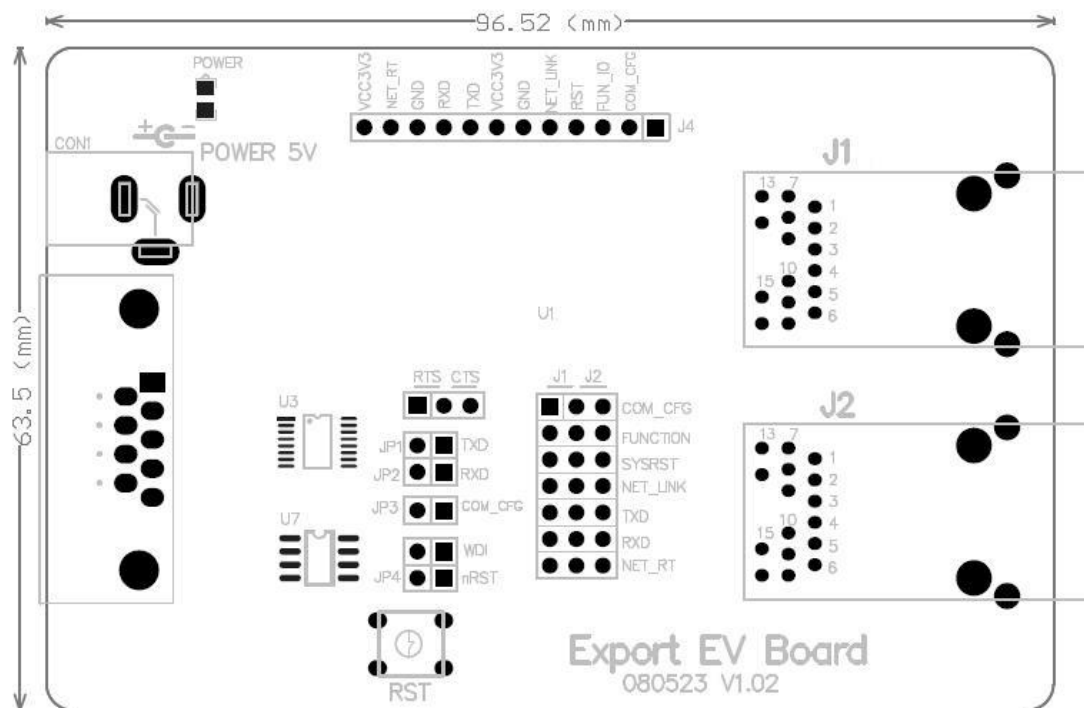 96.52 (mm)
63.5 (mm)
POWER
VCC3V3
NET_RT
GND
RXD
TXD
VCC3V3
GND
NET_LINK
RST
FUN_IO
COM_CFG
J4
+ -
CON1
POWER 5V
J1
13 7
1
2
3
4
5
6
10
15
U1
RTS CTS
J1 J2
COM_CFG
FUNCTION
SYSRST
NET_LINK
TXD
RXD
NET_RT
U3
JP1 TXD
JP2 RXD
JP3 COM_CFG
U7
WDI
JP4 nRST
RST
J2
13 7
1
2
3
4
5
6
10
15
Export EV Board
080523 V1.02